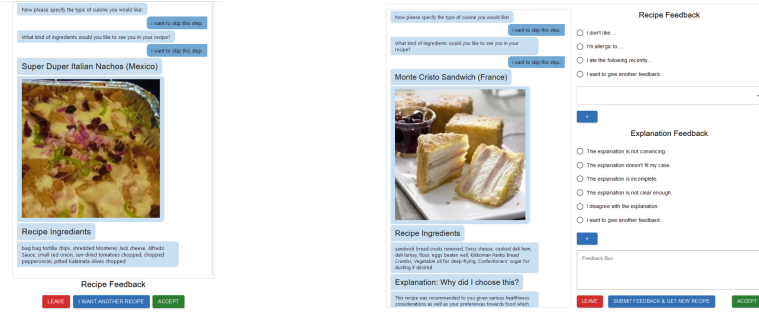 Now please specify the type of cuisine you would like!
I want to skip this step.
What kind of ingredients would you like to see in your recipe?
I want to skip this step.
Super Duper Italian Nachos (Mexico)
Recipe Ingredients
bag bag tortilla chips, shredded Monterey Jack cheese, Alfredo
Sauce, small red onion, sun-dried tomatoes chopped, chopped
pepperoncini, pitted Kalamata olives chopped
Recipe Feedback
LEAVE
I WANT ANOTHER RECIPE
ACCEPT
Now please specify the type of cuisine you would like!
I want to skip this step.
What kind of ingredients would you like to see in your
recipe?
I want to skip this step.
Monte Cristo Sandwich (France)
Recipe Ingredients
sandwich bread crusts removed, Swiss cheese, cooked deli ham,
deli turkey, flour, eggs beaten well, Kikkoman Panko Bread
Crumbs, vegetable oil for deep-frying, Confectioners' sugar for
dusting if desired
Explanation: Why did I choose this?
This recipe was recommended to you given various healthiness
considerations as well as your preferences towards food which
Recipe Feedback
I don't like ...
I'm allergic to ...
I ate the following recently...
I want to give another feedback
+
Explanation Feedback
The explanation is not convincing.
The explanation doesn't fit my case.
The explanation is incomplete.
The explanation is not clear enough.
I disagree with the explanation.
I want to give another feedback
+
Feedback Box
LEAVE
SUBMIT FEEDBACK & GET NEW RECIPE
ACCEPT